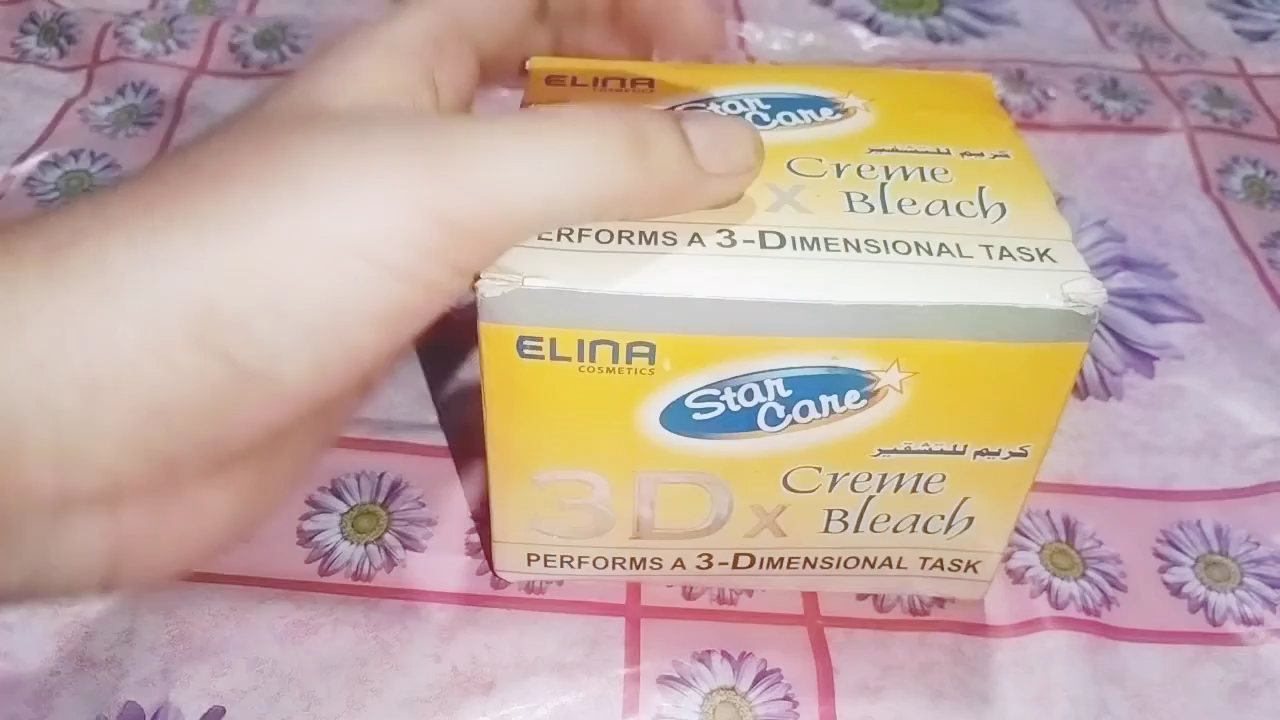 ELINA
COSMETICS
Star
Care
كريم للتشقير
x Creme
Bleach
ERFORMS A 3-DIMENSIONAL TASK
ELINA
COSMETICS
Star
Care
كريم للتشقير
3D x Creme
Bleach
PERFORMS A 3-DIMENSIONAL TASK